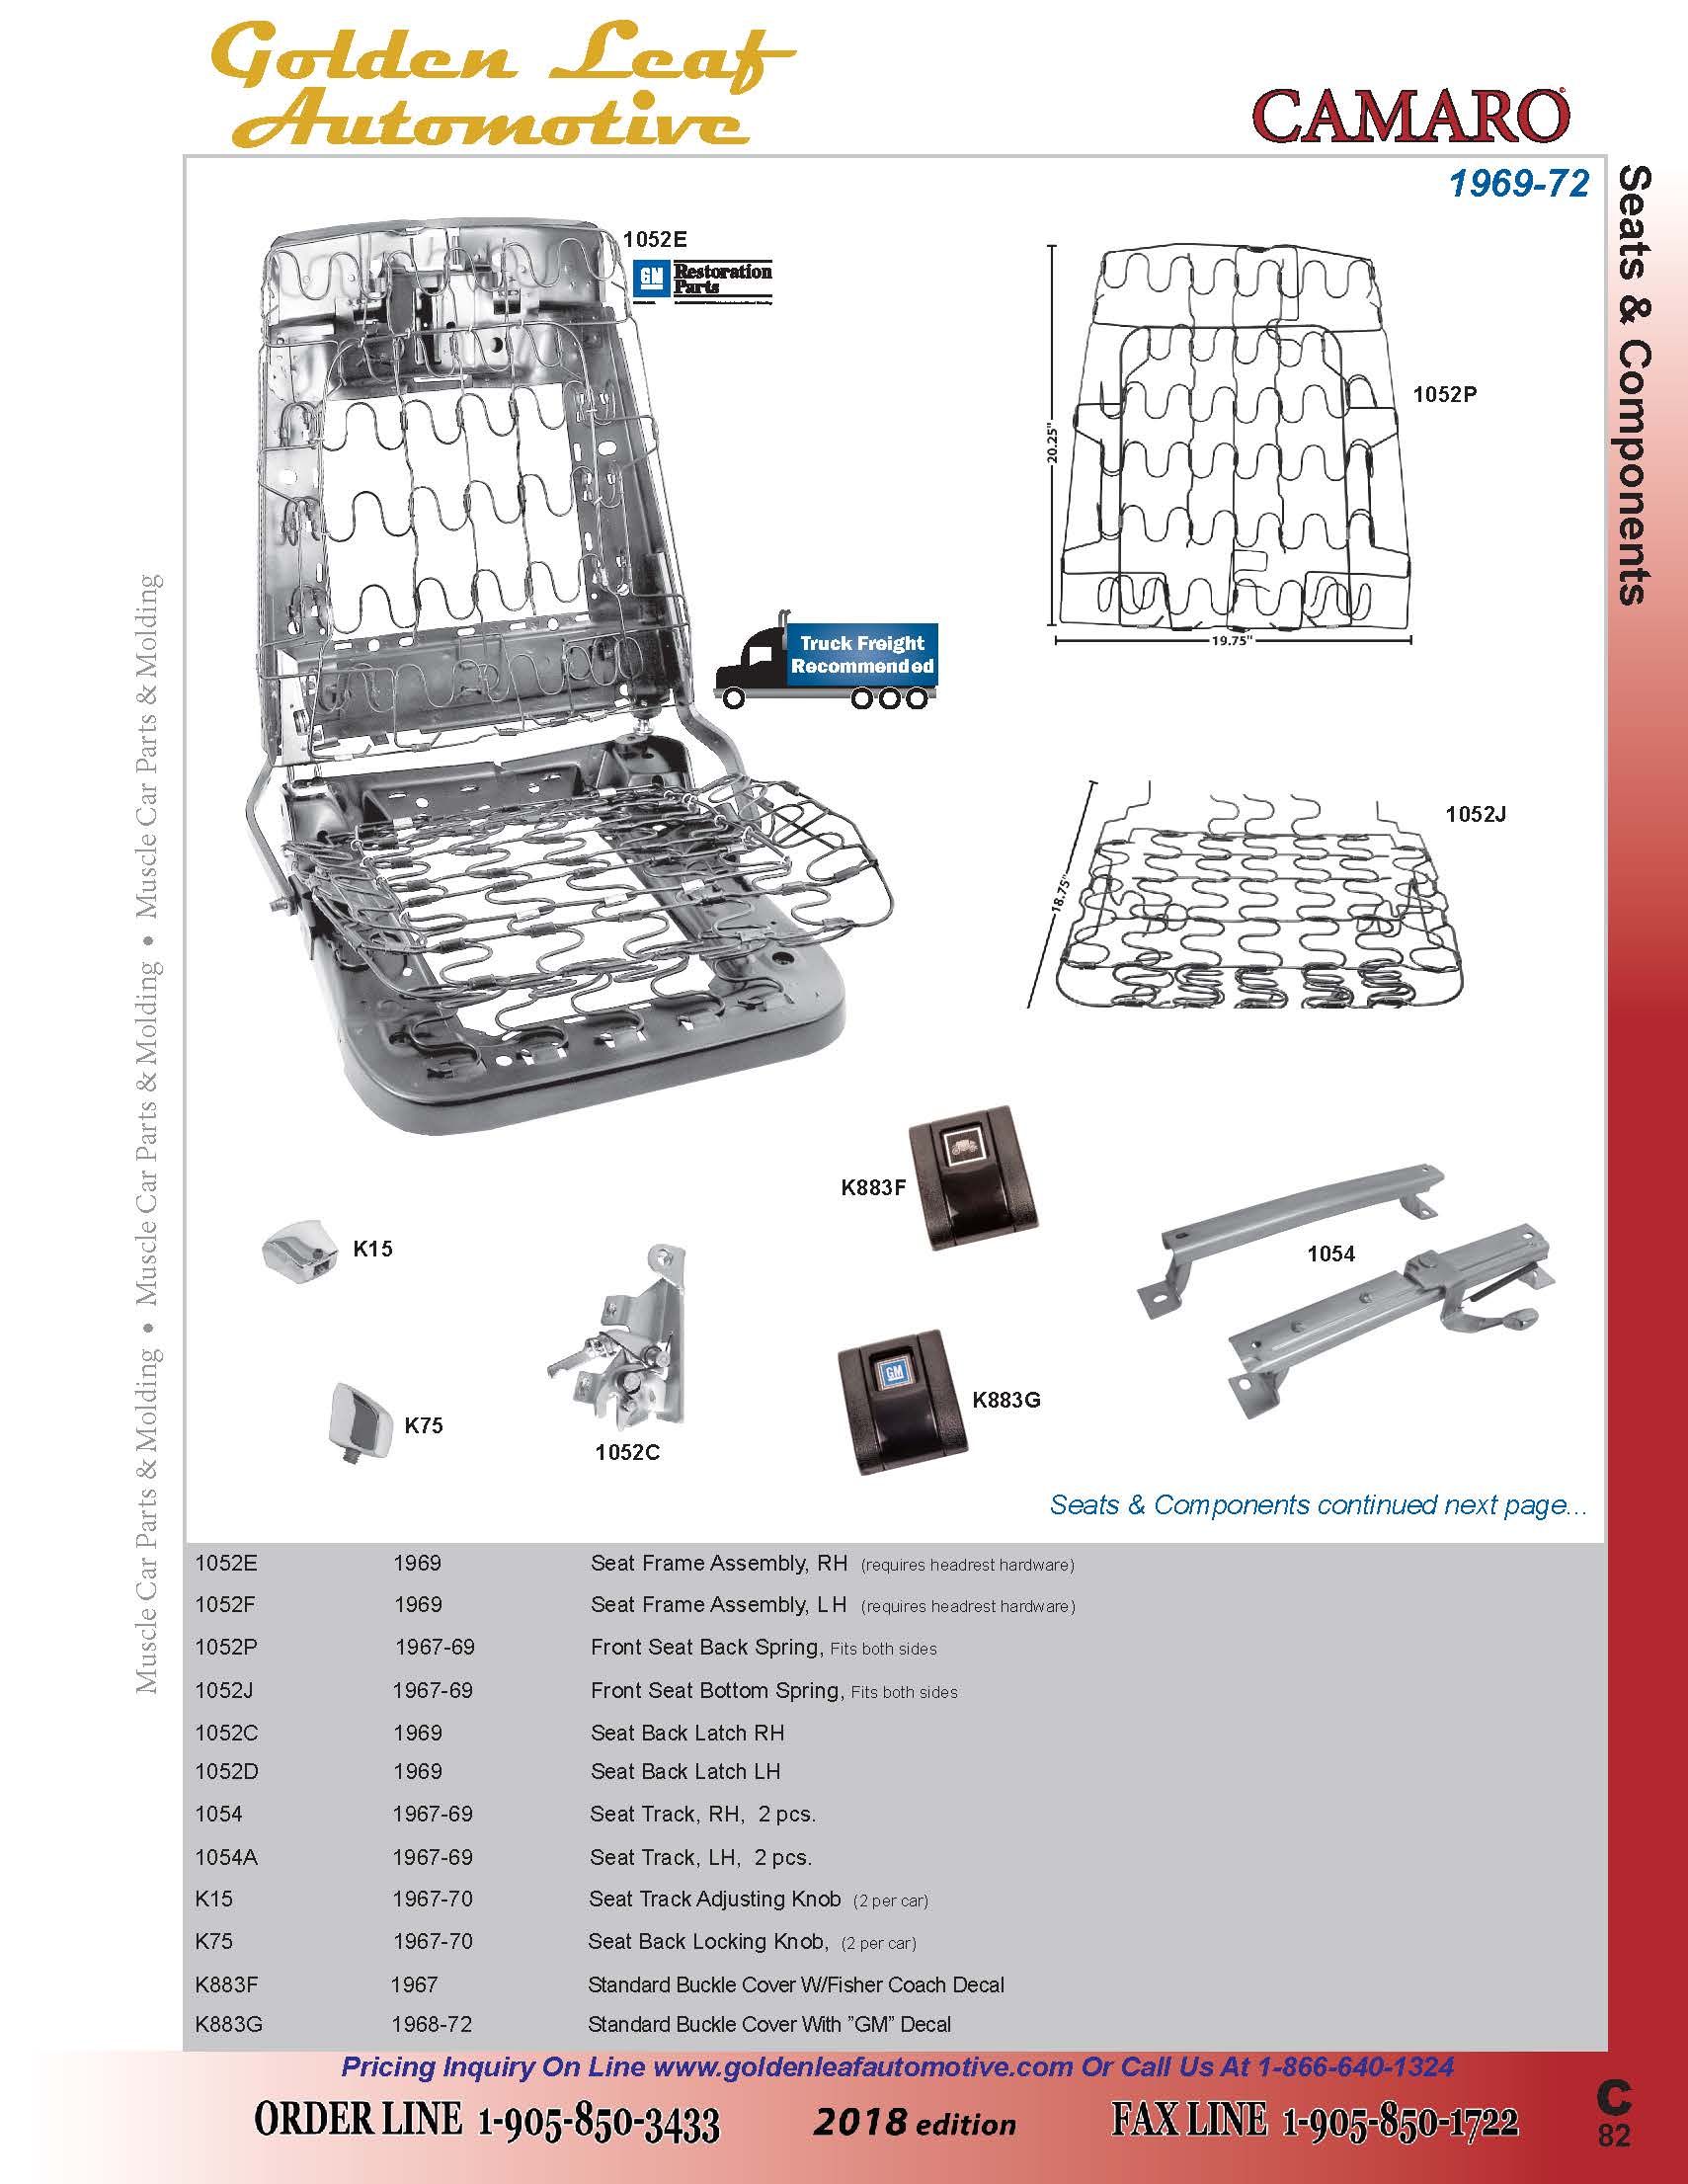 Golden Leaf
Automotive
CAMARO®
1969-72
Seats & Components
1052E
GM Restoration
Parts
1052P
20.25"
19.75"
Truck Freight
Recommended
1052J
18.75"
K883F
K15
1054
K883G
GM
K75
1052C
Muscle Car Parts & Molding • Muscle Car Parts & Molding • Muscle Car Parts & Molding • Muscle Car Parts & Molding
Seats & Components continued next page...
1052E 1969 Seat Frame Assembly, RH (requires headrest hardware)
1052F 1969 Seat Frame Assembly, LH (requires headrest hardware)
1052P 1967-69 Front Seat Back Spring, Fits both sides
1052J 1967-69 Front Seat Bottom Spring, Fits both sides
1052C 1969 Seat Back Latch RH
1052D 1969 Seat Back Latch LH
1054 1967-69 Seat Track, RH, 2 pcs.
1054A 1967-69 Seat Track, LH, 2 pcs.
K15 1967-70 Seat Track Adjusting Knob (2 per car)
K75 1967-70 Seat Back Locking Knob, (2 per car)
K883F 1967 Standard Buckle Cover W/Fisher Coach Decal
K883G 1968-72 Standard Buckle Cover With ”GM” Decal
Pricing Inquiry On Line www.goldenleafautomotive.com Or Call Us At 1-866-640-1324
ORDER LINE 1-905-850-3433 2018 edition FAX LINE 1-905-850-1722
C
82